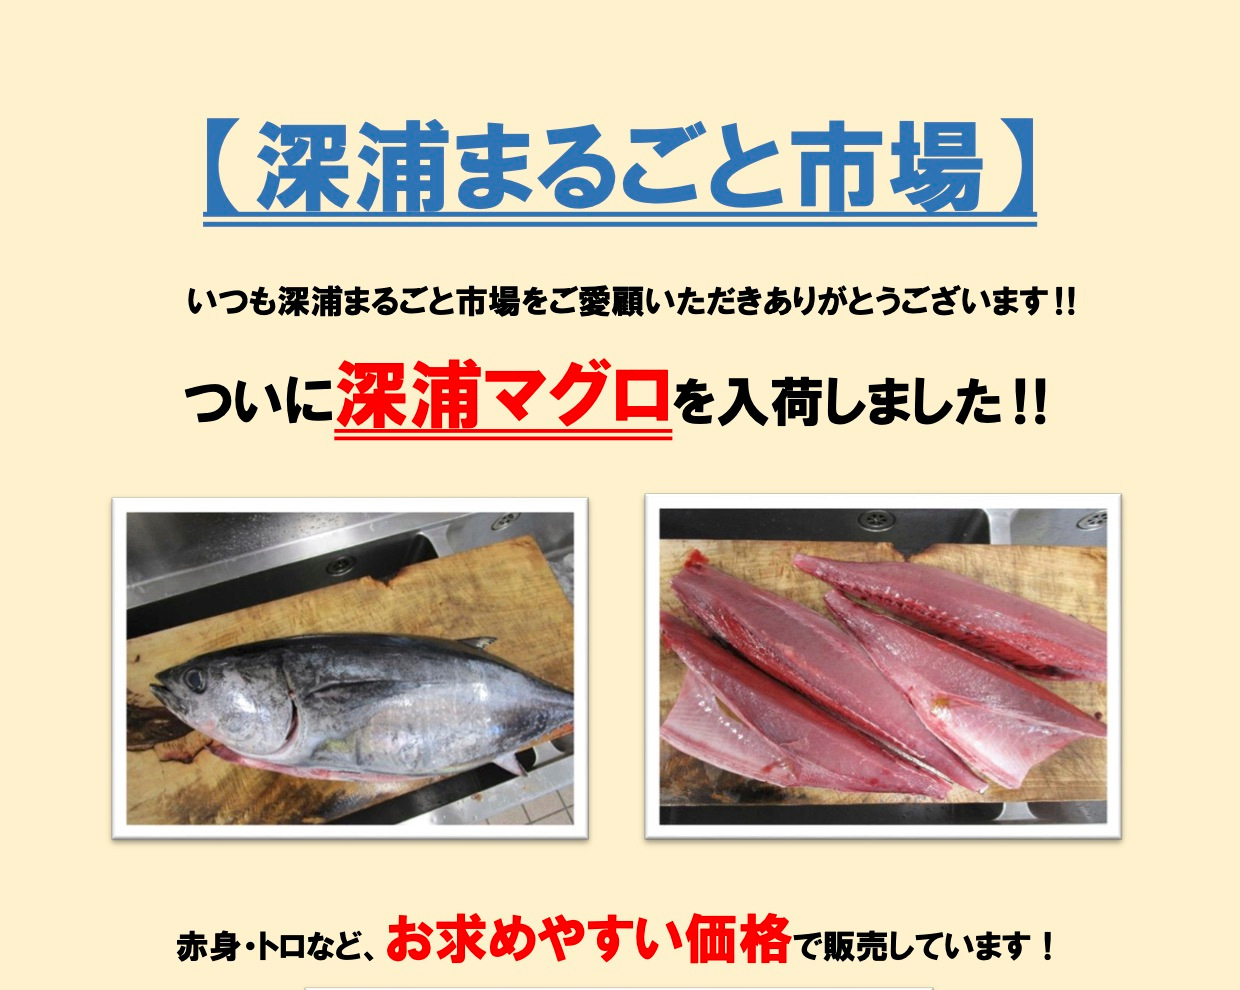 【深浦まるごと市場】
いつも深浦まるごと市場をご愛顧いただきありがとうございます!!
ついに深浦マグロを入荷しました!!
赤身・トロなど、お求めやすい価格で販売しています！